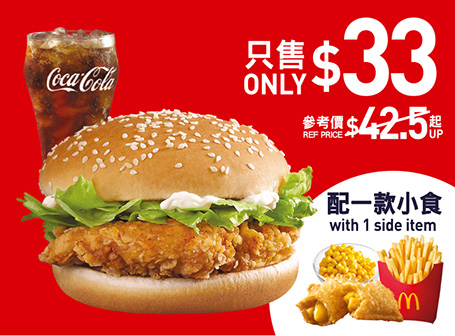 只售
ONLY
$33
參考價
REF PRICE
$42.5
起
UP
Coca-Cola
配一款小食
with 1 side item